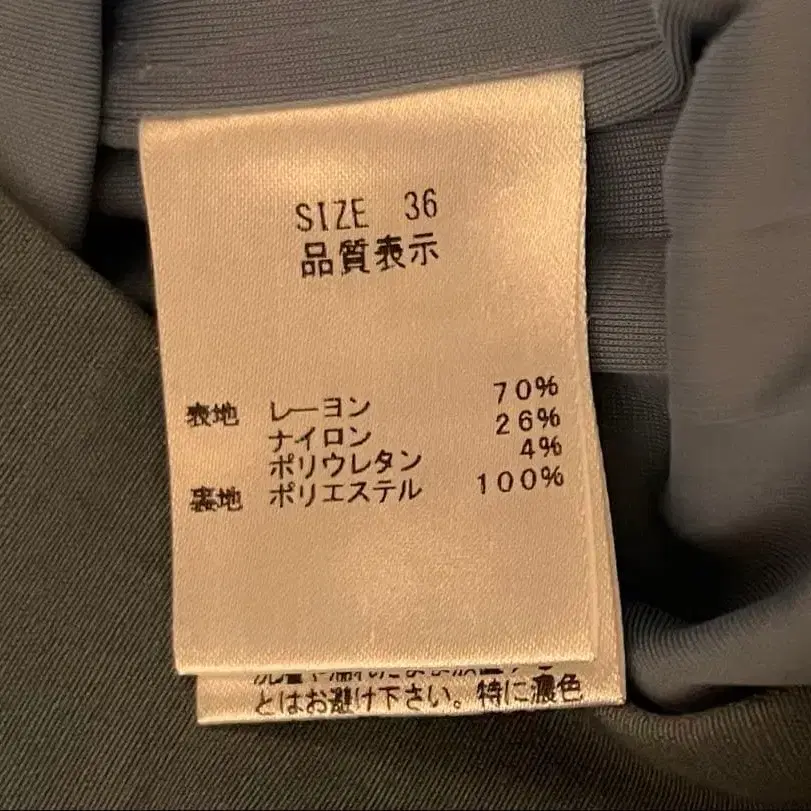 SIZE 36
品質表示
表地 レーヨン 70%
ナイロン 26%
ポリウレタン 4%
裏地 ポリエステル 100%
とはお避け下さい。特に濃色